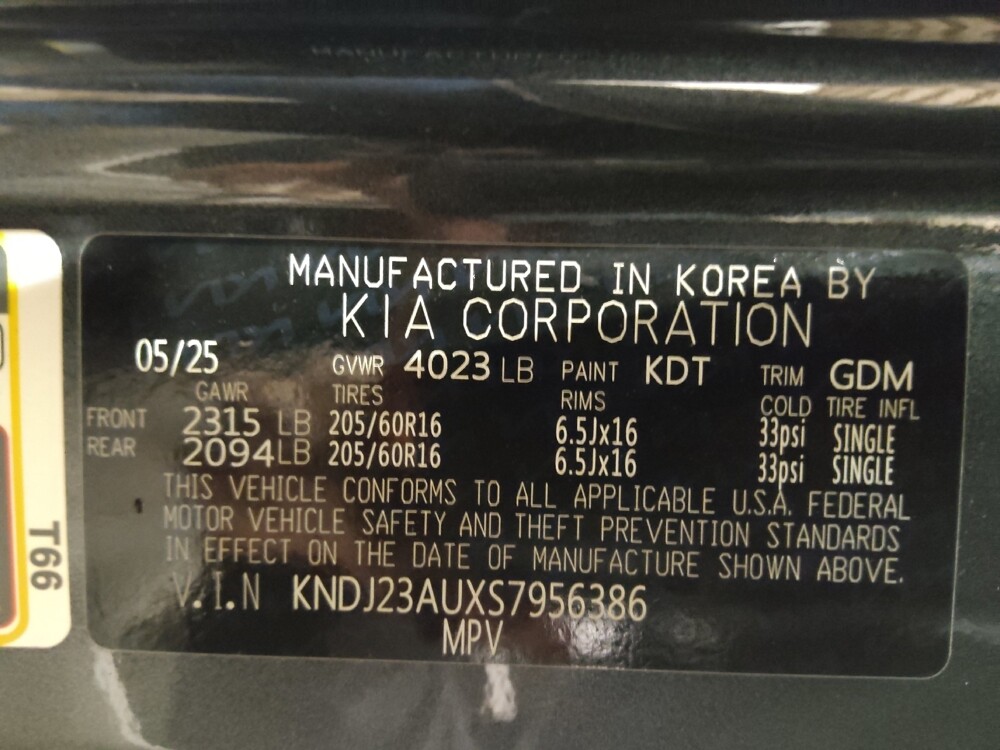 MANUFACTURED IN KOREA BY
KIA CORPORATION
05/25 GVWR 4023 LB PAINT KDT TRIM GDM
GAWR TIRES RIMS COLD TIRE INFL
FRONT 2315 LB 205/60R16 6.5Jx16 33psi SINGLE
REAR 2094 LB 205/60R16 6.5Jx16 33psi SINGLE
THIS VEHICLE CONFORMS TO ALL APPLICABLE U.S.A. FEDERAL
MOTOR VEHICLE SAFETY AND THEFT PREVENTION STANDARDS
IN EFFECT ON THE DATE OF MANUFACTURE SHOWN ABOVE.
V.I.N KNDJ23AUXS7956386
MPV
T66